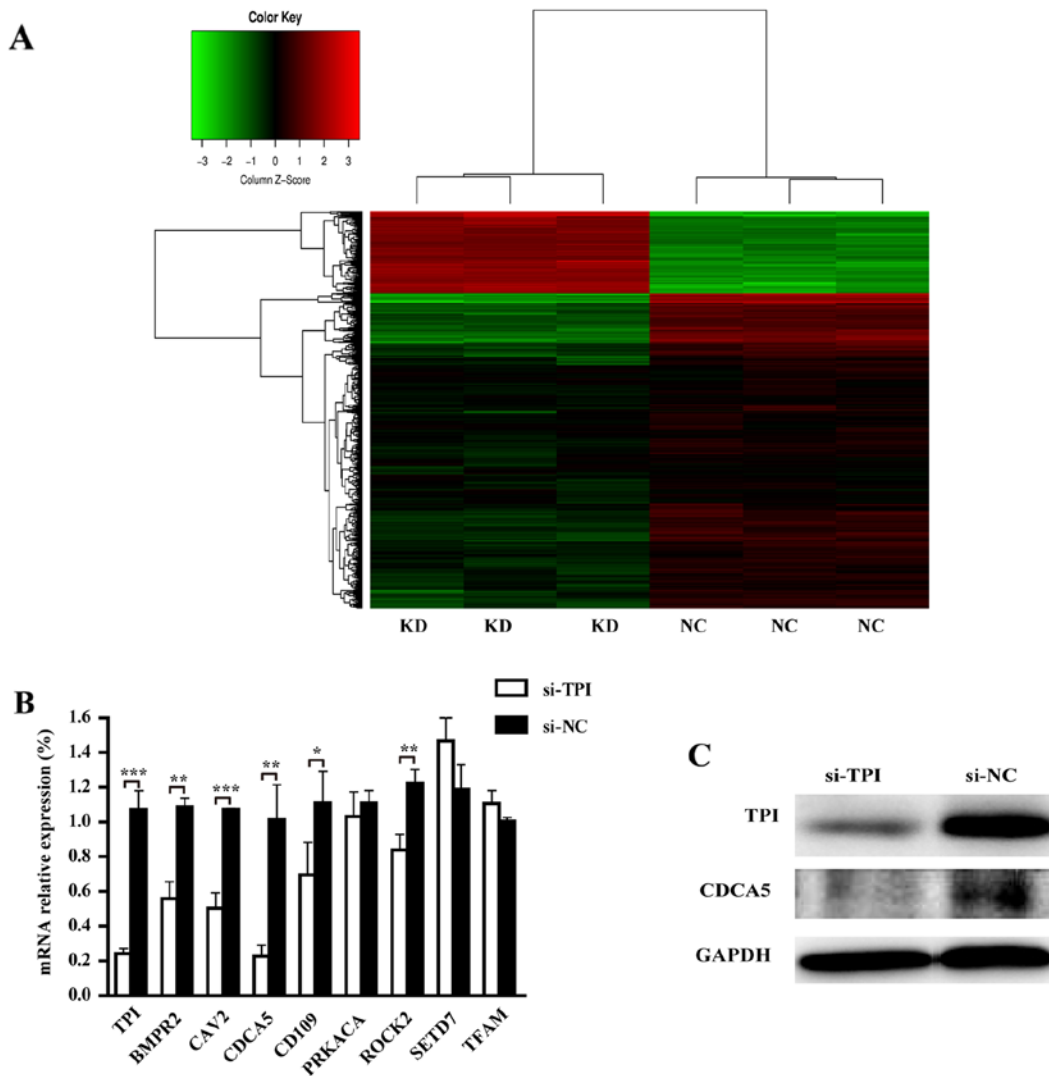 A
Color Key
-3 -2 -1 0 1 2 3
Column Z-Score
KD KD KD NC NC NC
B
si-TPI
si-NC
mRNA relative expression (%)
1.6
1.4
1.2
1.0
0.8
0.6
0.4
0.2
0.0
*** ** *** ** * **
TPI BMPR2 CAV2 CDCA5 CD109 PRKACA ROCK2 SETD7 TFAM
C
si-TPI si-NC
TPI
CDCA5
GAPDH